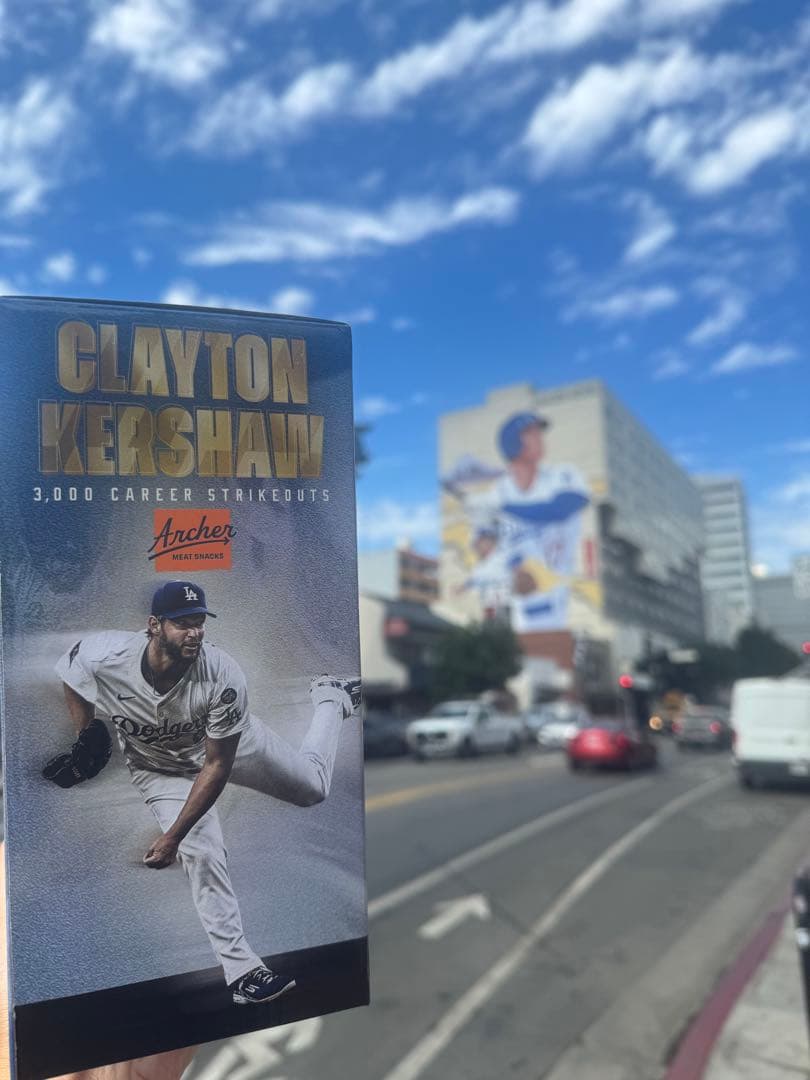 CLAYTON
KERSHAW
3,000 CAREER STRIKEOUTS
Archer
MEAT SNACKS
LA
Dodgers